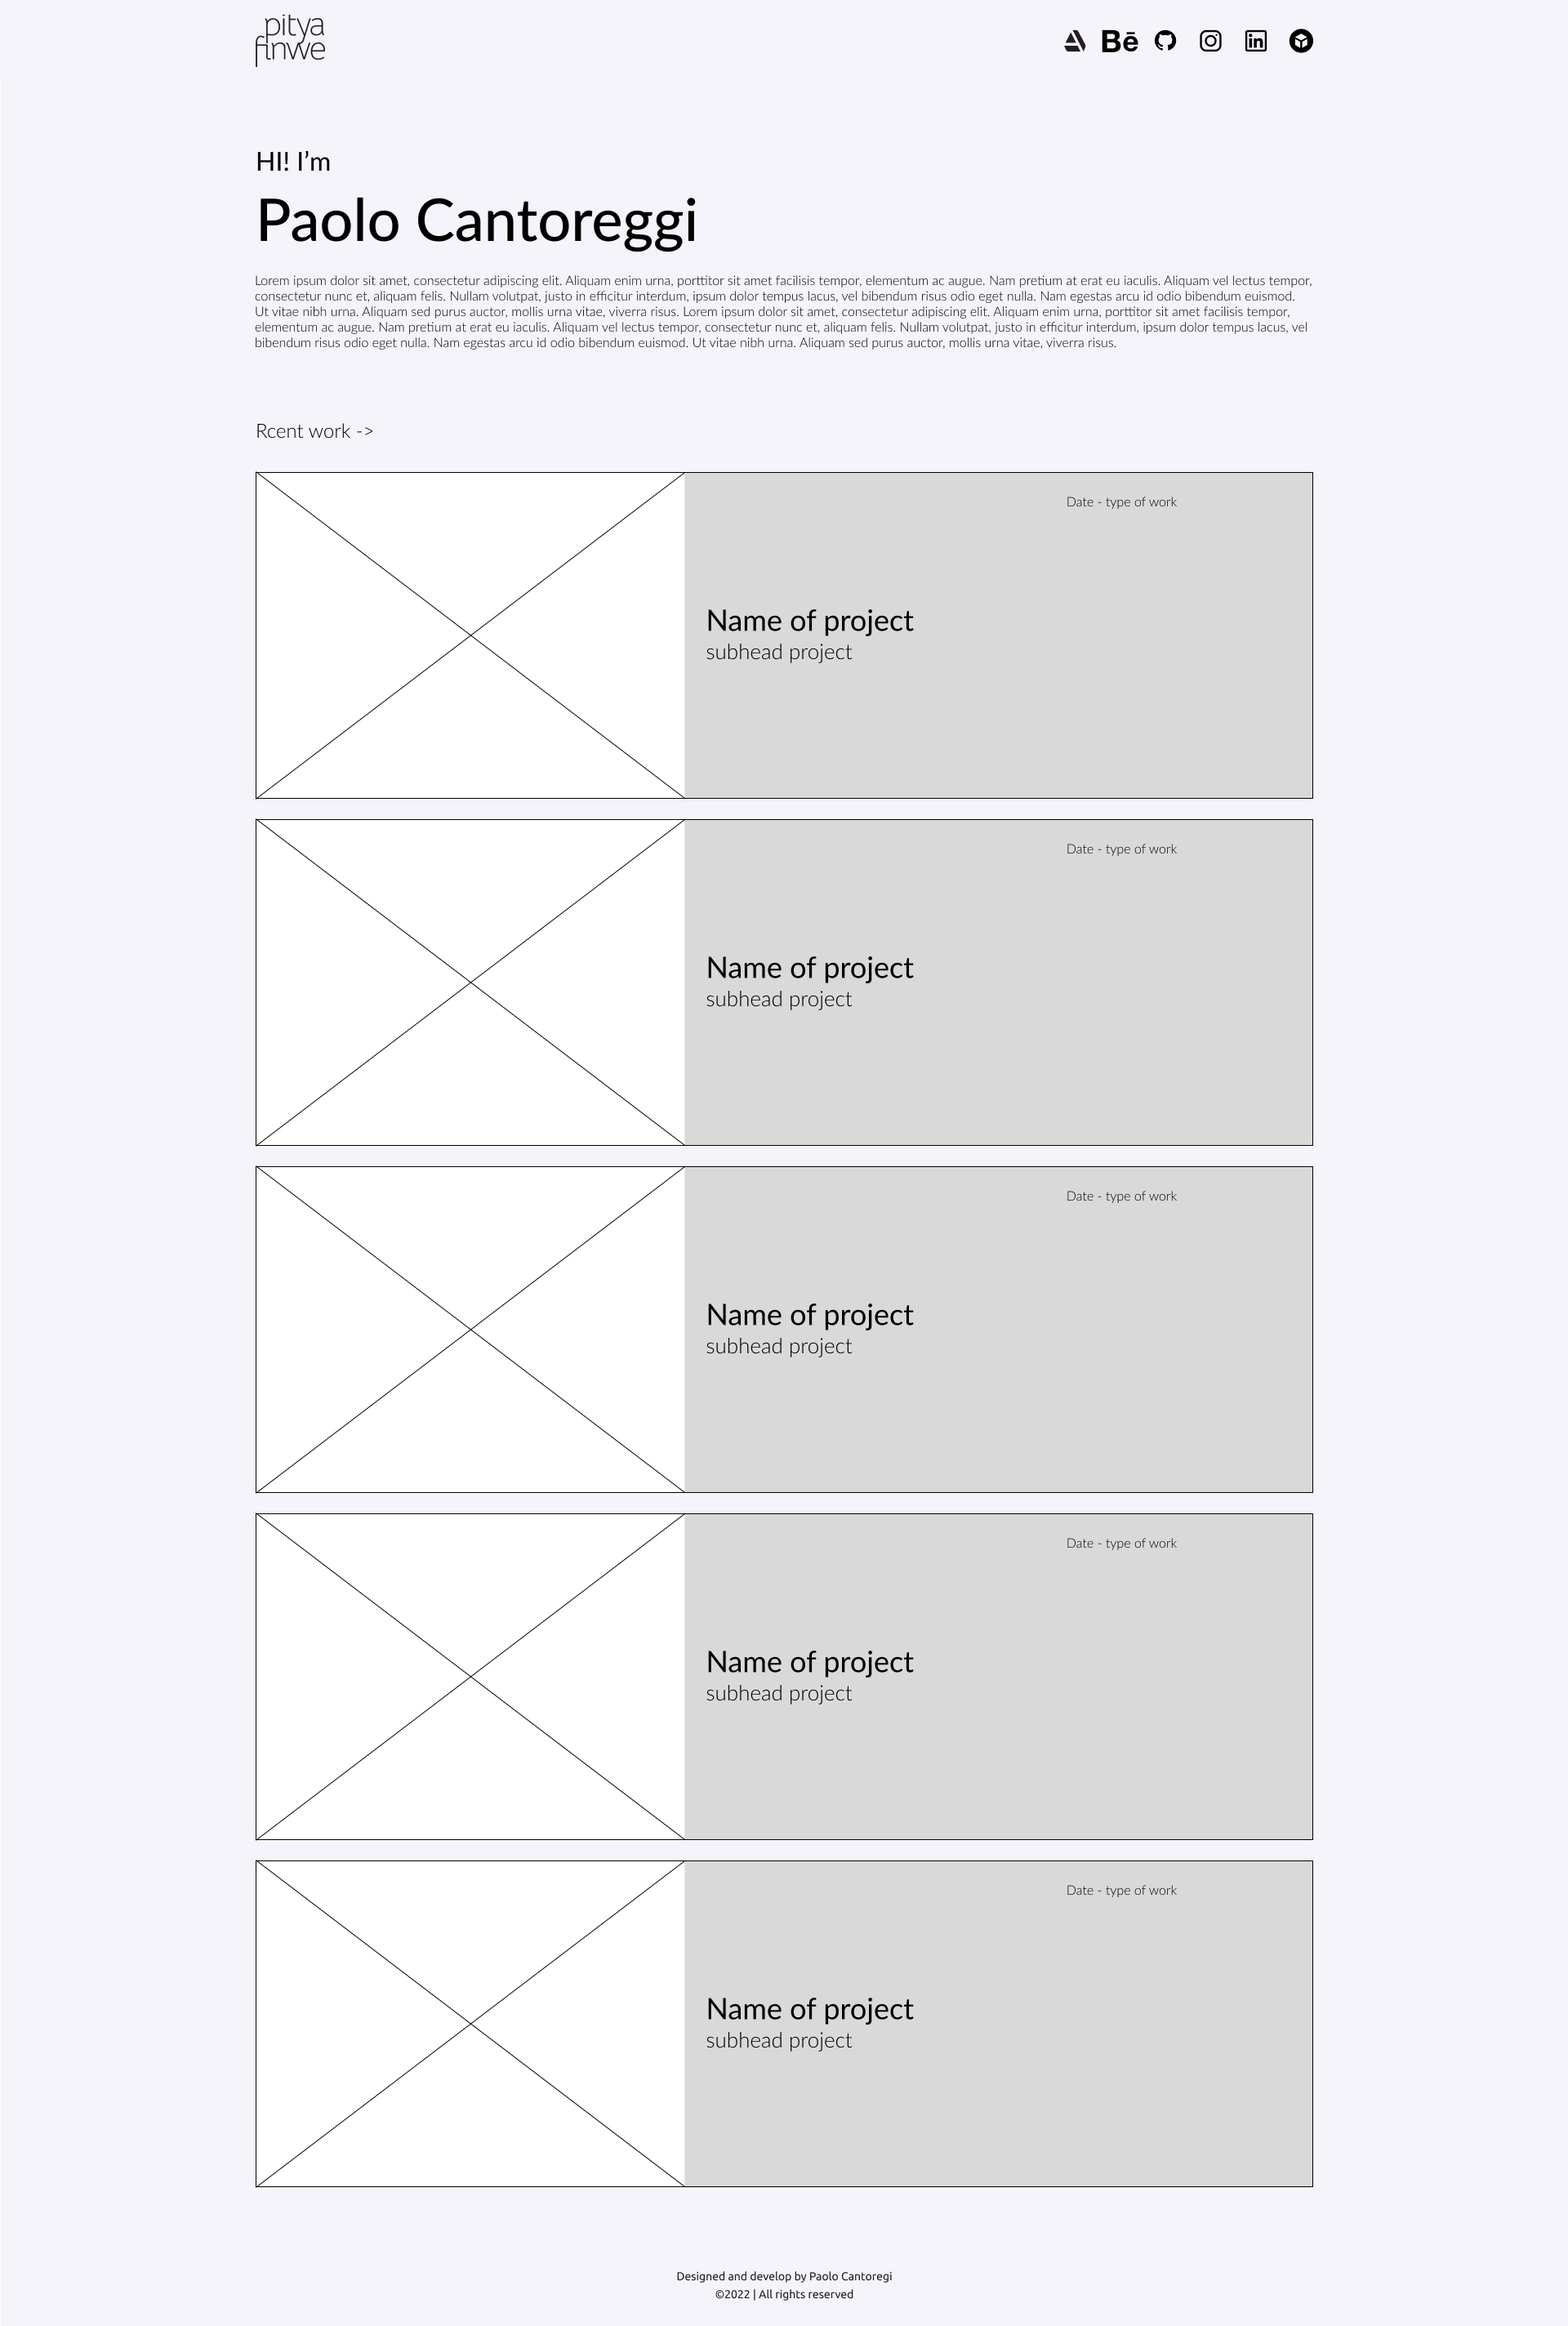 pitya
finwe
Bē
in
HI! I’m
Paolo Cantoreggi
Lorem ipsum dolor sit amet, consectetur adipiscing elit. Aliquam enim urna, porttitor sit amet facilisis tempor, elementum ac augue. Nam pretium at erat eu iaculis. Aliquam vel lectus tempor,
consectetur nunc et, aliquam felis. Nullam volutpat, justo in efficitur interdum, ipsum dolor tempus lacus, vel bibendum risus odio eget nulla. Nam egestas arcu id odio bibendum euismod.
Ut vitae nibh urna. Aliquam sed purus auctor, mollis urna vitae, viverra risus. Lorem ipsum dolor sit amet, consectetur adipiscing elit. Aliquam enim urna, porttitor sit amet facilisis tempor,
elementum ac augue. Nam pretium at erat eu iaculis. Aliquam vel lectus tempor, consectetur nunc et, aliquam felis. Nullam volutpat, justo in efficitur interdum, ipsum dolor tempus lacus, vel
bibendum risus odio eget nulla. Nam egestas arcu id odio bibendum euismod. Ut vitae nibh urna. Aliquam sed purus auctor, mollis urna vitae, viverra risus.
Rcent work ->
Date - type of work
Name of project
subhead project
Date - type of work
Name of project
subhead project
Date - type of work
Name of project
subhead project
Date - type of work
Name of project
subhead project
Date - type of work
Name of project
subhead project
Designed and develop by Paolo Cantoregi
©2022 | All rights reserved